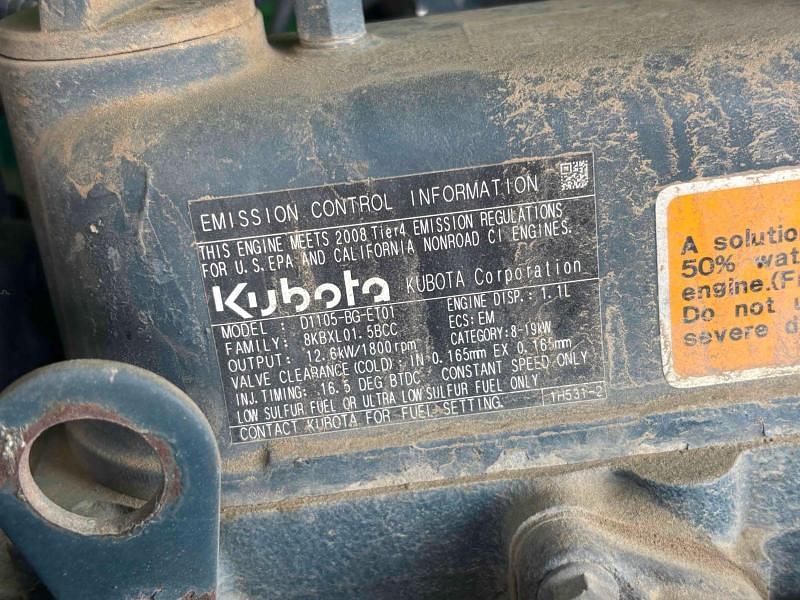 EMISSION CONTROL INFORMATION
THIS ENGINE MEETS 2008 Tier4 EMISSION REGULATIONS
FOR U.S.EPA AND CALIFORNIA NONROAD CI ENGINES.
Kubota KUBOTA Corporation
MODEL : D1105-BG-ET01 ENGINE DISP.: 1.1L
FAMILY: 8KBXL01.5BCC ECS:EM
OUTPUT: 12.6kW/1800rpm CATEGORY:8-19kW
VALVE CLEARANCE(COLD): IN 0.165mm EX 0.165mm
INJ.TIMING: 16.5 DEG BTDC CONSTANT SPEED ONLY
LOW SULFUR FUEL OR ULTRA LOW SULFUR FUEL ONLY
CONTACT KUBOTA FOR FUEL SETTING. 1H531-2
A solutio
50% wat
engine.(F
Do not u
severe d